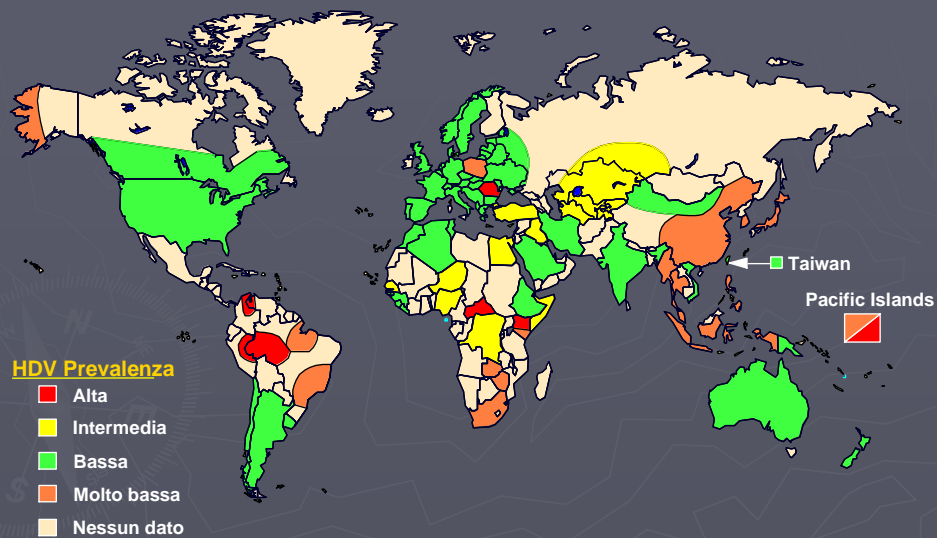 Taiwan
Pacific Islands
HDV Prevalenza
Alta
Intermedia
Bassa
Molto bassa
Nessun dato